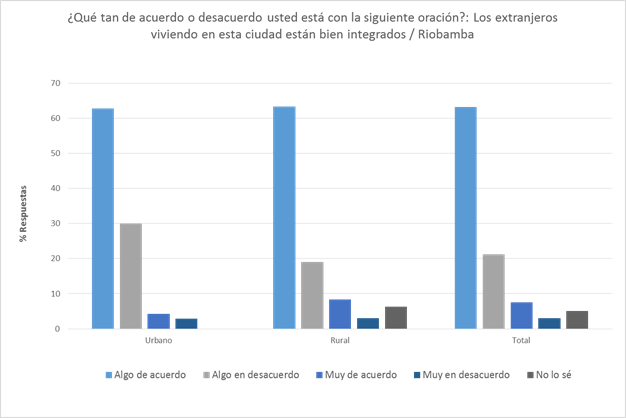 ¿Qué tan de acuerdo o desacuerdo usted está con la siguiente oración?: Los extranjeros
viviendo en esta ciudad están bien integrados / Riobamba
% Respuestas
70
60
50
40
30
20
10
0
Urbano Rural Total
Algo de acuerdo Algo en desacuerdo Muy de acuerdo Muy en desacuerdo No lo sé